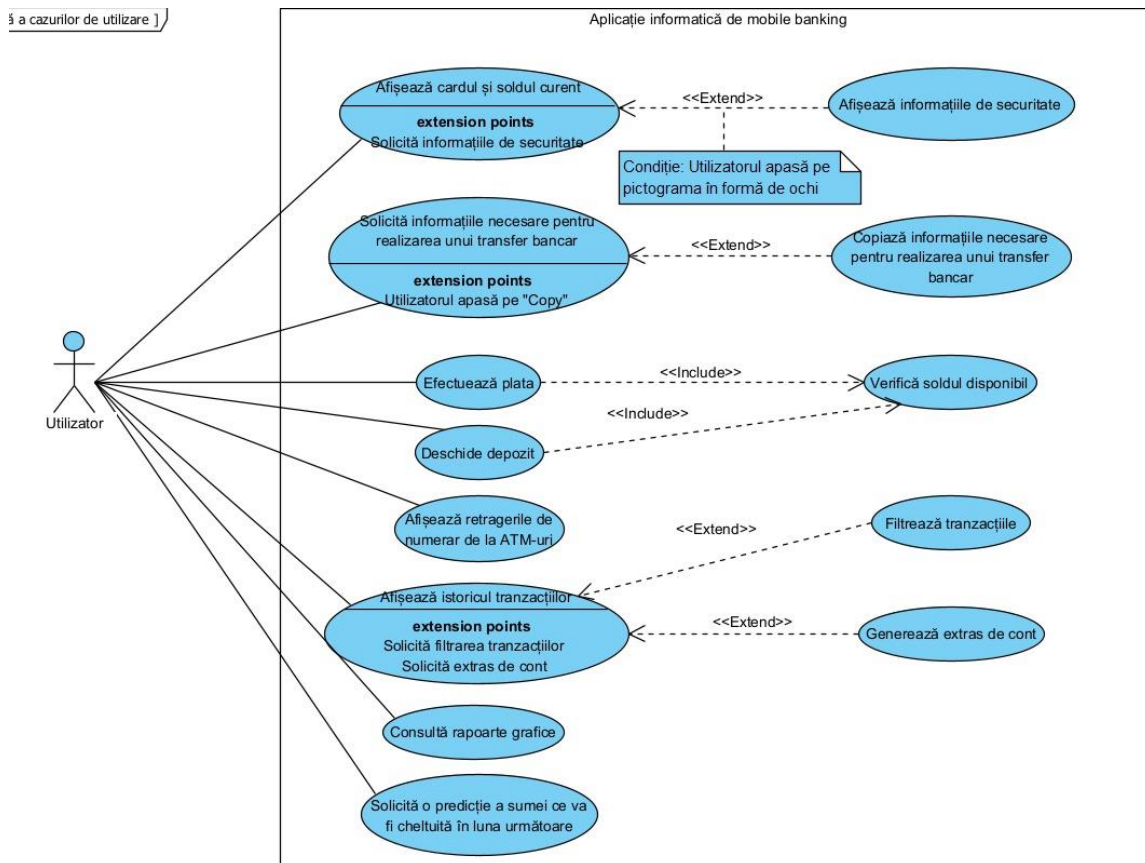 ă a cazurilor de utilizare ]
Aplicație informatică de mobile banking
Afișează cardul și soldul curent
extension points
Solicită informațiile de securitate
<<Extend>>
Afișează informațiile de securitate
Condiție: Utilizatorul apasă pe
pictograma în formă de ochi
Solicită informațiile necesare pentru
realizarea unui transfer bancar
extension points
Utilizatorul apasă pe "Copy"
<<Extend>>
Copiază informațiile necesare
pentru realizarea unui transfer
bancar
Utilizator
Efectuează plata
<<Include>>
Verifică soldul disponibil
<<Include>>
Deschide depozit
Afișează retragerile de
numerar de la ATM-uri
<<Extend>>
Filtrează tranzacțiile
Afișează istoricul tranzacțiilor
extension points
Solicită filtrarea tranzacțiilor
Solicită extras de cont
<<Extend>>
Generează extras de cont
Consultă rapoarte grafice
Solicită o predicție a sumei ce va
fi cheltuită în luna următoare